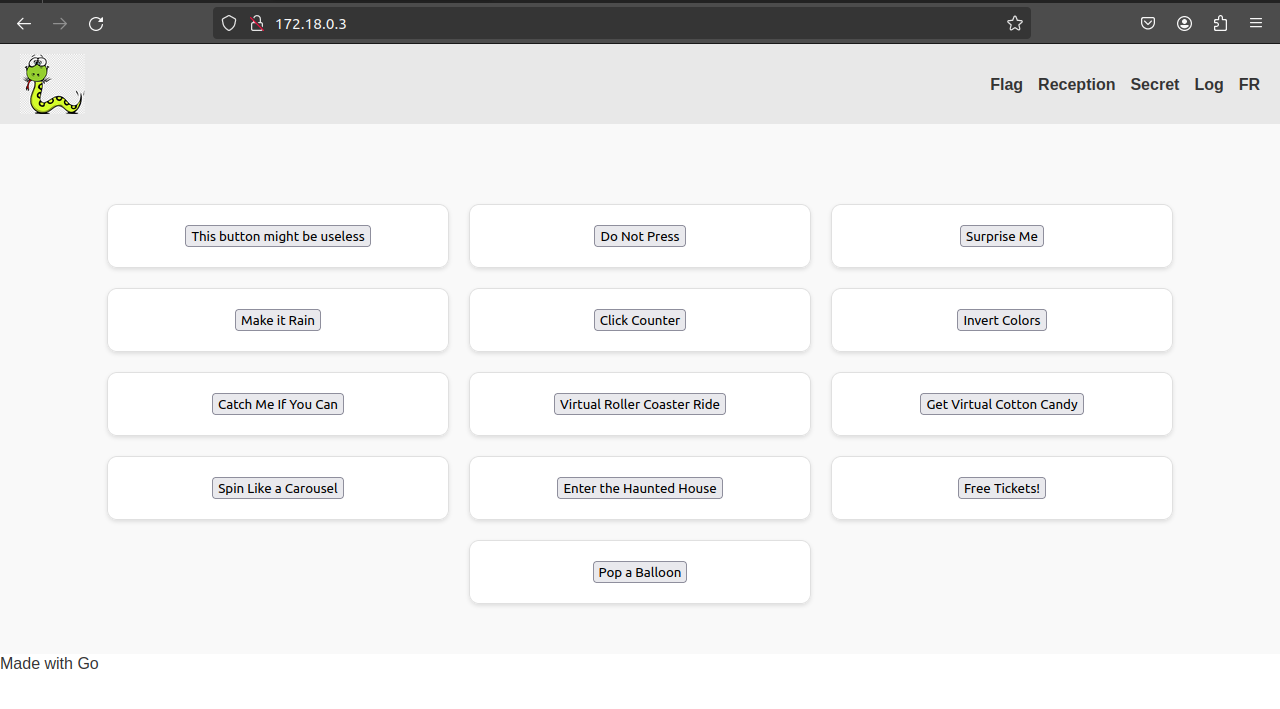 172.18.0.3
Flag Reception Secret Log FR
This button might be useless Do Not Press Surprise Me
Make it Rain Click Counter Invert Colors
Catch Me If You Can Virtual Roller Coaster Ride Get Virtual Cotton Candy
Spin Like a Carousel Enter the Haunted House Free Tickets!
Pop a Balloon
Made with Go